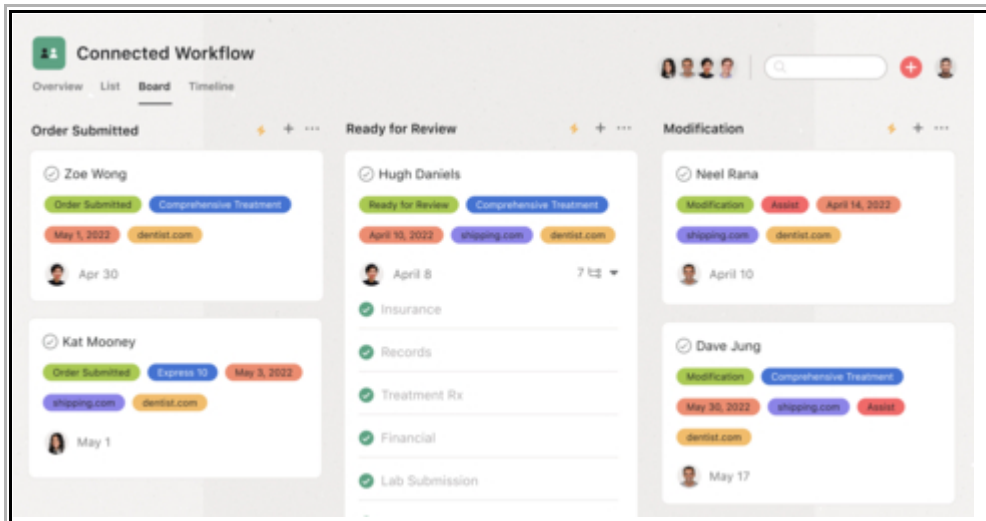 Connected Workflow
Overview List Board Timeline
Order Submitted
Zoe Wong
Order Submitted Comprehensive Treatment
May 1, 2022 dentist.com
Apr 30
Kat Mooney
Order Submitted Express 10 May 3, 2022
shipping.com dentist.com
May 1
Ready for Review
Hugh Daniels
Ready for Review Comprehensive Treatment
April 10, 2022 shipping.com dentist.com
April 8 7
Insurance
Records
Treatment Rx
Financial
Lab Submission
Modification
Neel Rana
Modification Assist April 14, 2022
shipping.com dentist.com
April 10
Dave Jung
Modification Comprehensive Treatment
May 30, 2022 shipping.com Assist
dentist.com
May 17